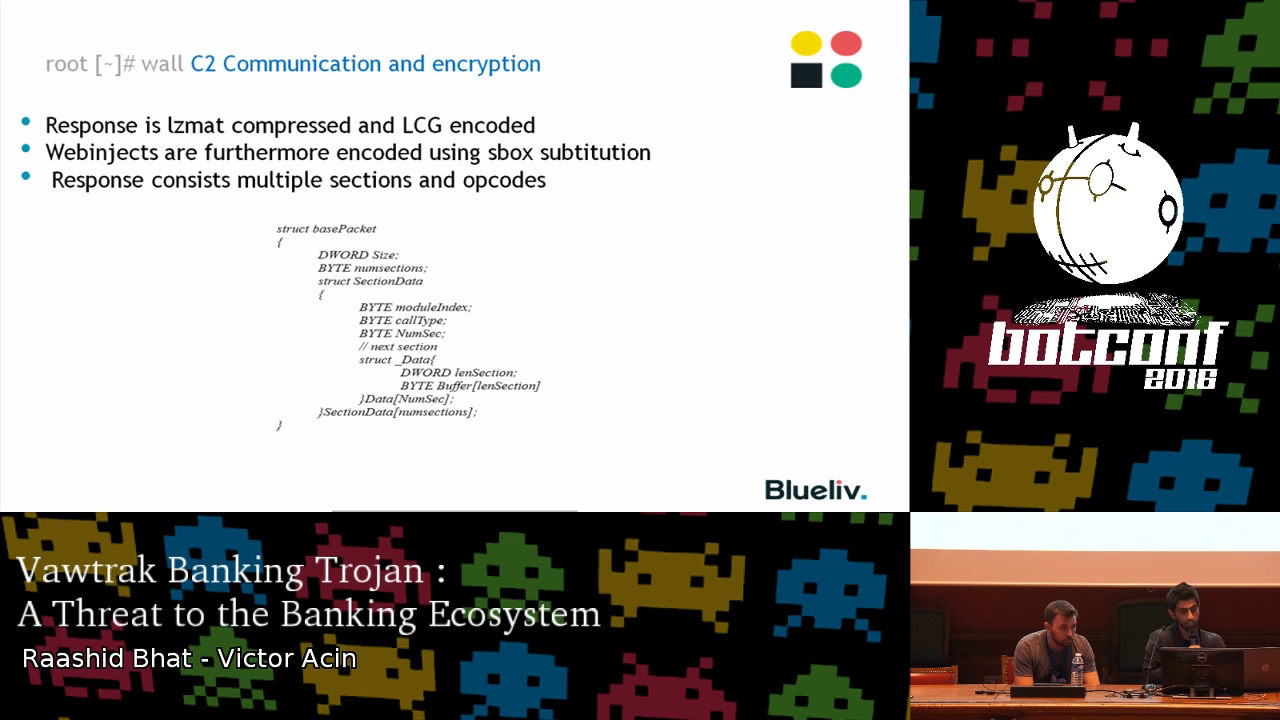 root [~]# wall C2 Communication and encryption
• Response is lzmat compressed and LCG encoded
• Webinjects are furthermore encoded using sbox subtitution
• Response consists multiple sections and opcodes
struct basePacket
{
DWORD Size;
BYTE numsections;
struct SectionData
{
BYTE moduleIndex;
BYTE callType;
BYTE NumSec;
// next section
struct _Data{
DWORD lenSection;
BYTE Buffer[lenSection]
}Data[NumSec];
}SectionData[numsections];
}
Blueliv.
botconf
2016
Vawtrak Banking Trojan :
A Threat to the Banking Ecosystem
Raashid Bhat - Victor Acin